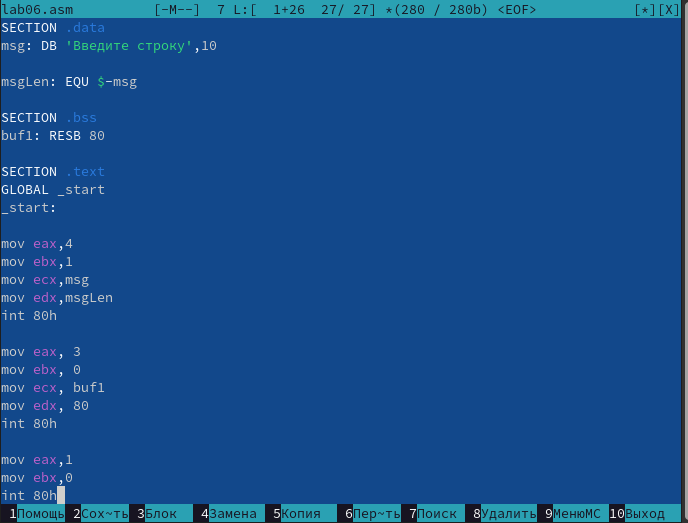 lab06.asm [-M--] 7 L:[ 1+26 27/ 27] *(280 / 280b) <EOF> [*][X]
SECTION .data
msg: DB 'Введите строку',10
msgLen: EQU $-msg
SECTION .bss
buf1: RESB 80
SECTION .text
GLOBAL _start
_start:
mov eax,4
mov ebx,1
mov ecx,msg
mov edx,msgLen
int 80h
mov eax, 3
mov ebx, 0
mov ecx, buf1
mov edx, 80
int 80h
mov eax,1
mov ebx,0
int 80h
1Помощь 2Сох~ть 3Блок 4Замена 5Копия 6Пер~ть 7Поиск 8Удалить 9МенюМС 10Выход